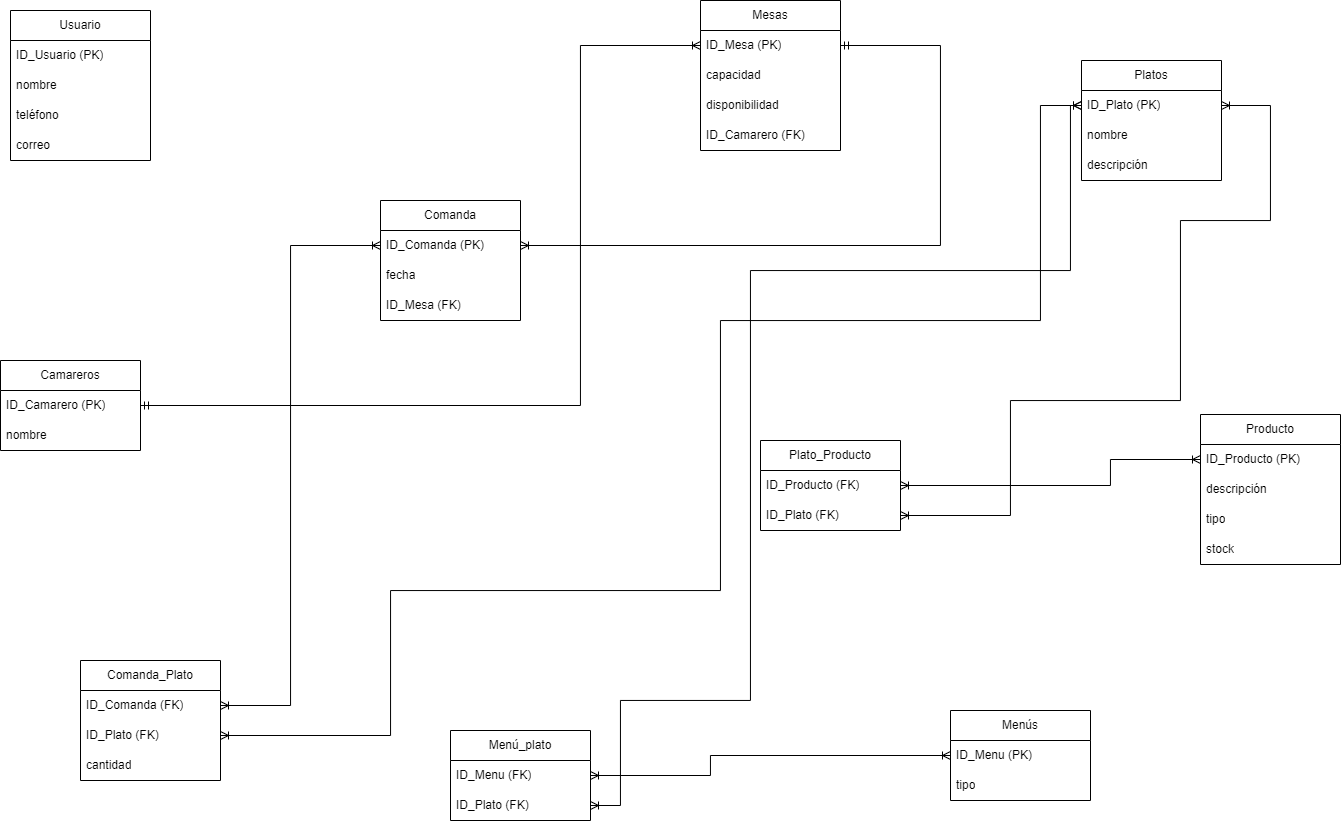 Usuario
ID_Usuario (PK)
nombre
teléfono
correo
Mesas
ID_Mesa (PK)
capacidad
disponibilidad
ID_Camarero (FK)
Platos
ID_Plato (PK)
nombre
descripción
Comanda
ID_Comanda (PK)
fecha
ID_Mesa (FK)
Camareros
ID_Camarero (PK)
nombre
Plato_Producto
ID_Producto (FK)
ID_Plato (FK)
Producto
ID_Producto (PK)
descripción
tipo
stock
Comanda_Plato
ID_Comanda (FK)
ID_Plato (FK)
cantidad
Menú_plato
ID_Menu (FK)
ID_Plato (FK)
Menús
ID_Menu (PK)
tipo